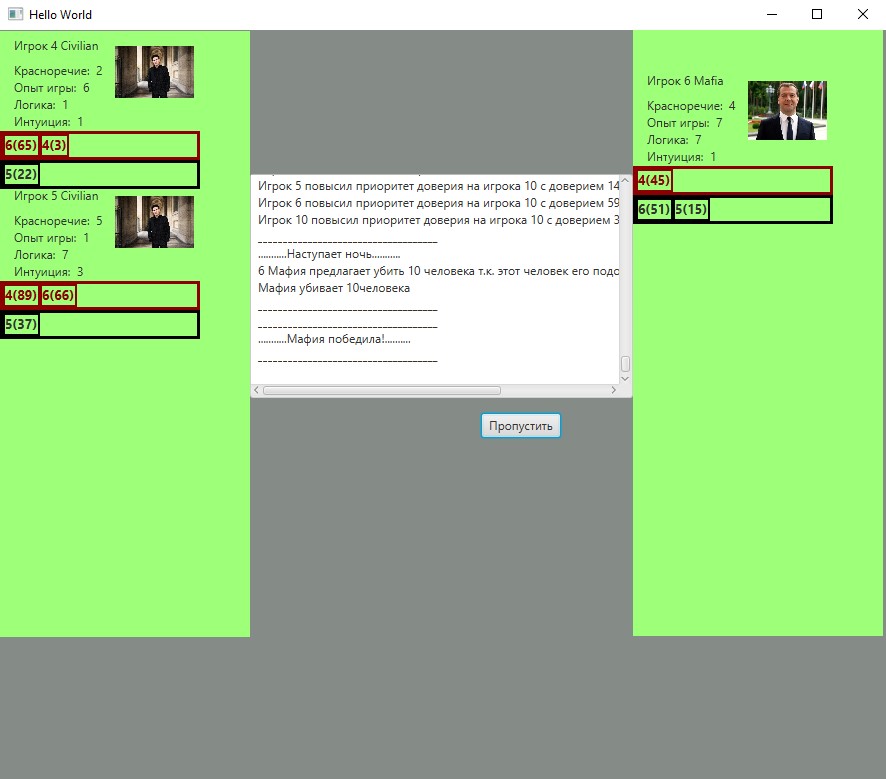 Hello World
Игрок 4 Civilian
Красноречие: 2
Опыт игры: 6
Логика: 1
Интуиция: 1
6(65) 4(3)
5(22)
Игрок 5 Civilian
Красноречие: 5
Опыт игры: 1
Логика: 7
Интуиция: 3
4(89) 6(66)
5(37)
Игрок 5 повысил приоритет доверия на игрока 10 с доверием 14
Игрок 6 повысил приоритет доверия на игрока 10 с доверием 59
Игрок 10 повысил приоритет доверия на игрока 10 с доверием 3
____________________________________
...........Наступает ночь...........
6 Мафия предлагает убить 10 человека т.к. этот человек его подо
Мафия убивает 10человека
____________________________________
____________________________________
...........Мафия победила!..........
____________________________________
Пропустить
Игрок 6 Mafia
Красноречие: 4
Опыт игры: 7
Логика: 7
Интуиция: 1
4(45)
6(51) 5(15)